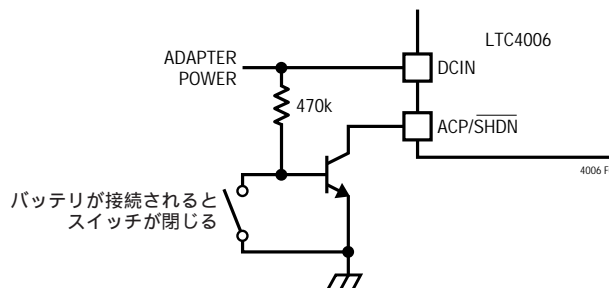 LTC4006
ADAPTER
POWER
DCIN
470k
ACP/SHDN
4006 F
バッテリが接続されると
スイッチが閉じる